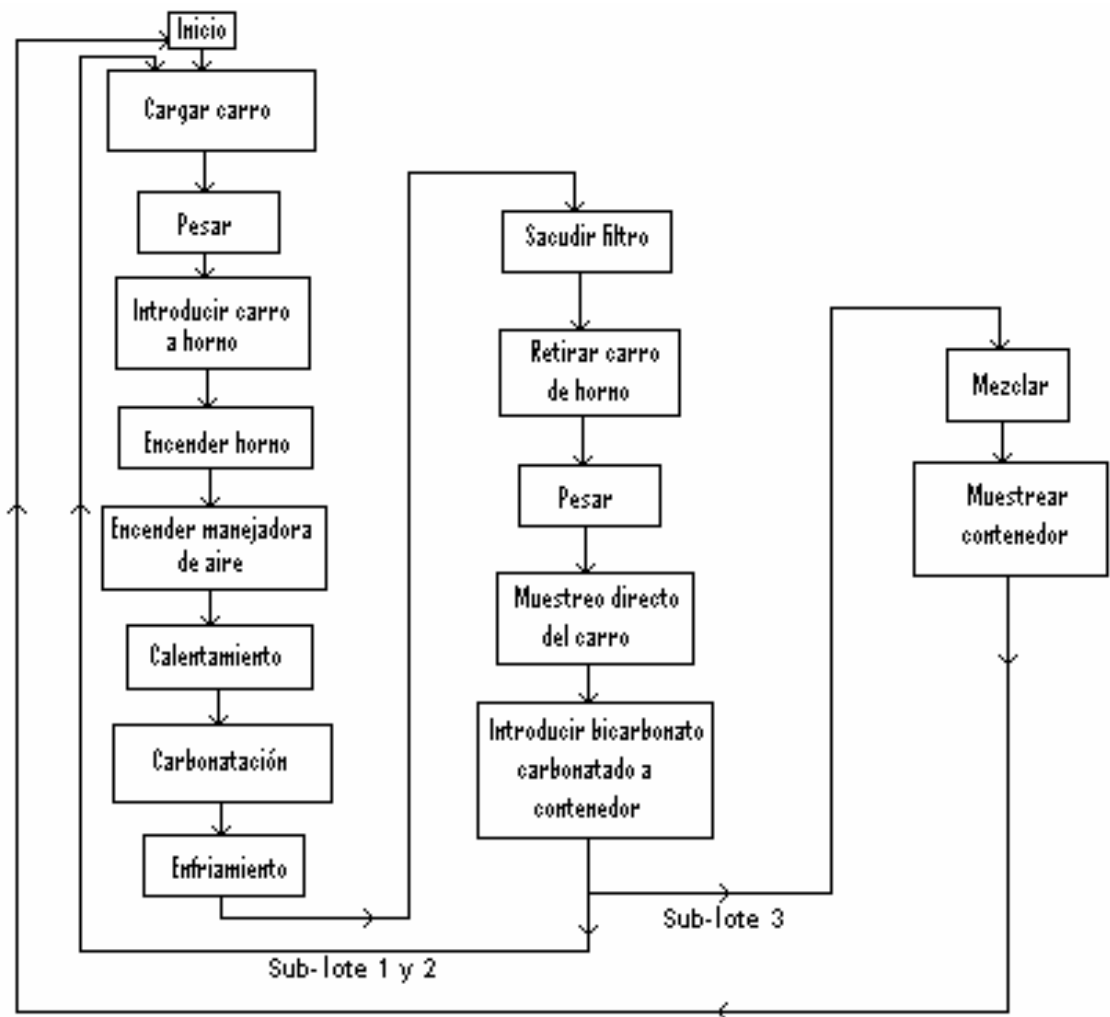 Inicio
Cargar carro
Pesar
Introducir carro
a horno
Encender horno
Encender manejadora
de aire
Calentamiento
Carbonatación
Enfriamiento
Sacudir filtro
Retirar carro
de horno
Pesar
Muestreo directo
del carro
Introducir bicarbonato
carbonatado a
contenedor
Sub-lote 1 y 2
Sub-lote 3
Mezclar
Muestrear
contenedor